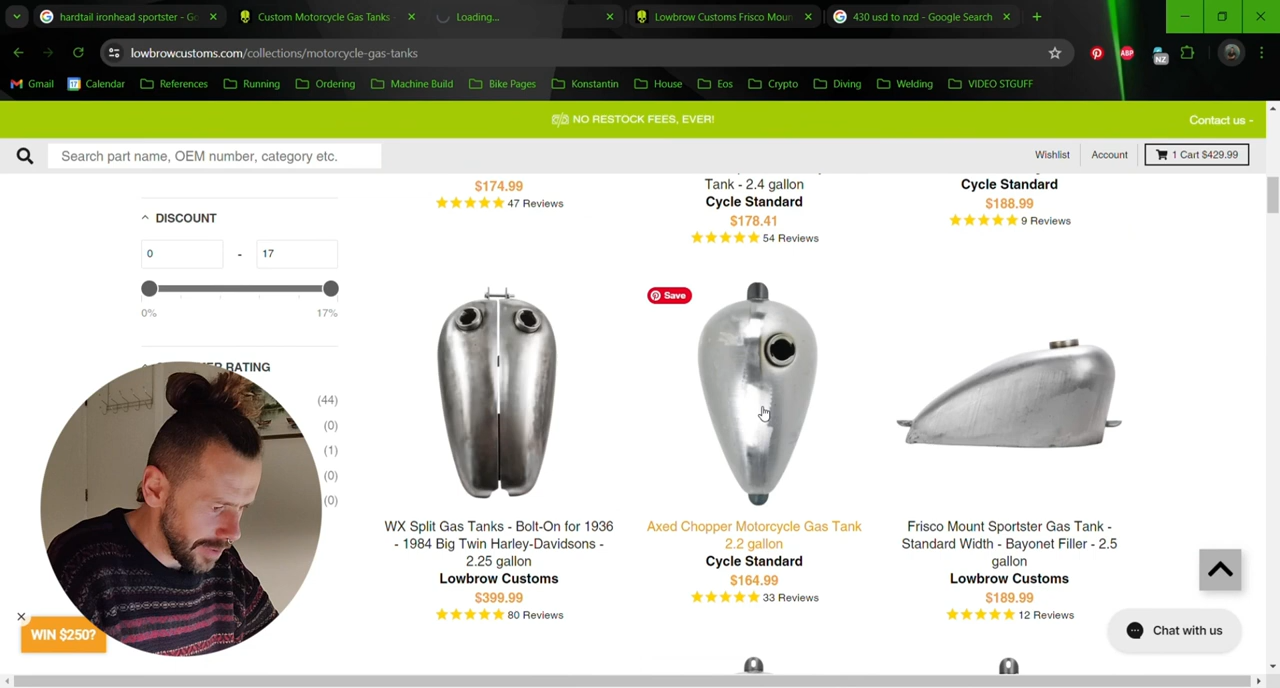 hardtail ironhead sportster - Go
Custom Motorcycle Gas Tanks -
Loading...
Lowbrow Customs Frisco Moun
430 usd to nzd - Google Search
lowbrowcustoms.com/collections/motorcycle-gas-tanks
ABP
NZ
Gmail
Calendar
References
Running
Ordering
Machine Build
Bike Pages
Konstantin
House
Eos
Crypto
Diving
Welding
VIDEO STGUFF
NO RESTOCK FEES, EVER!
Contact us -
Search part name, OEM number, category etc.
Wishlist
Account
1 Cart $429.99
DISCOUNT
0 - 17
0%
17%
RATING
(44)
(0)
(1)
(0)
(0)
$174.99
47 Reviews
Tank - 2.4 gallon
Cycle Standard
$178.41
54 Reviews
Cycle Standard
$188.99
9 Reviews
Save
WX Split Gas Tanks - Bolt-On for 1936
- 1984 Big Twin Harley-Davidsons -
2.25 gallon
Lowbrow Customs
$399.99
80 Reviews
Axed Chopper Motorcycle Gas Tank
2.2 gallon
Cycle Standard
$164.99
33 Reviews
Frisco Mount Sportster Gas Tank -
Standard Width - Bayonet Filler - 2.5
gallon
Lowbrow Customs
$189.99
12 Reviews
WIN $250?
Chat with us